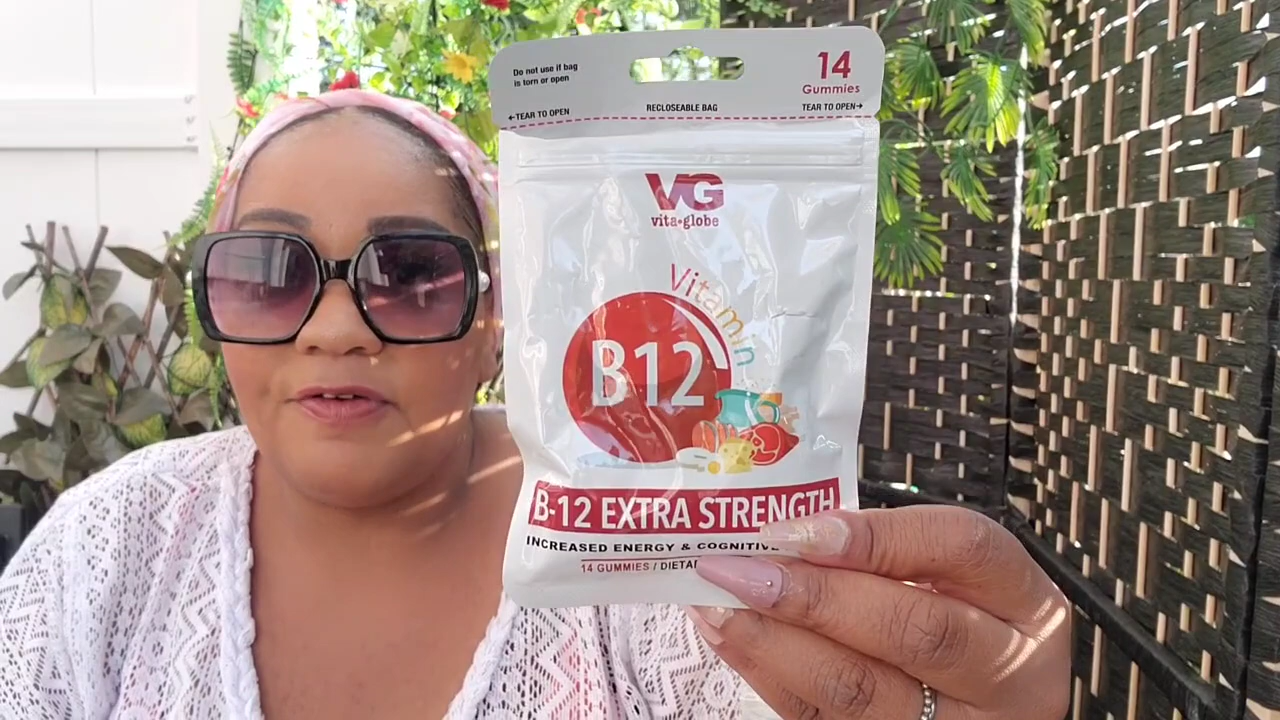 Do not use if bag
is torn or open
14
Gummies
←TEAR TO OPEN
RECLOSEABLE BAG
TEAR TO OPEN→
VG
vita•globe
Vitamin
B12
B-12 EXTRA STRENGTH
INCREASED ENERGY & COGNITIVE
14 GUMMIES /